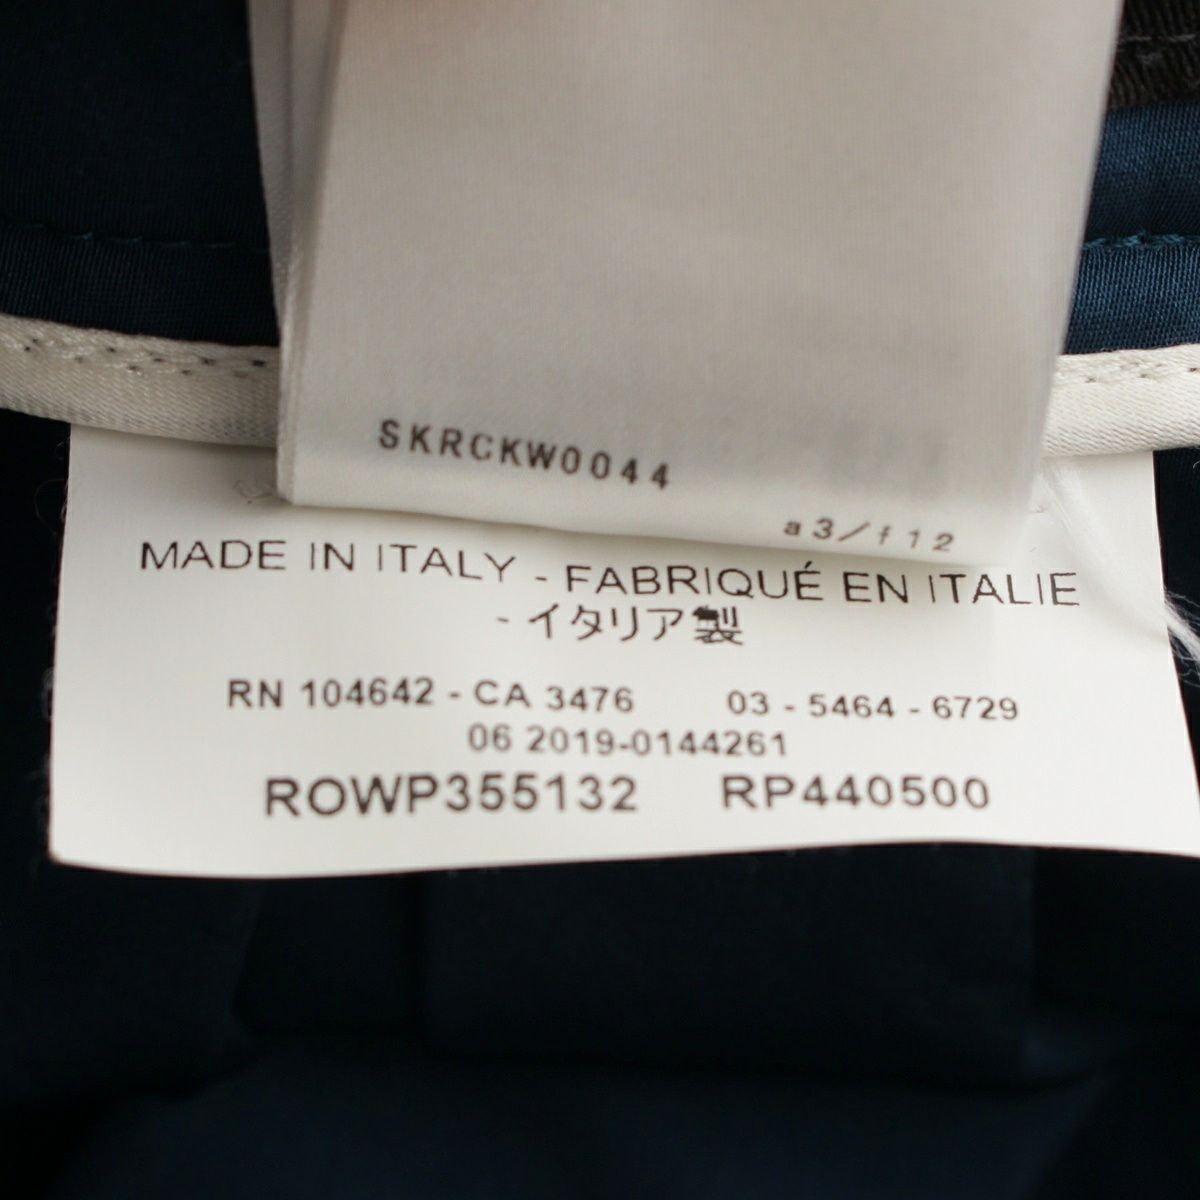 SKRCKW0044
a3/f12
MADE IN ITALY - FABRIQUÉ EN ITALIE
- イタリア製
RN 104642 - CA 3476 03 - 5464 - 6729
06 2019-0144261
ROWP355132 RP440500